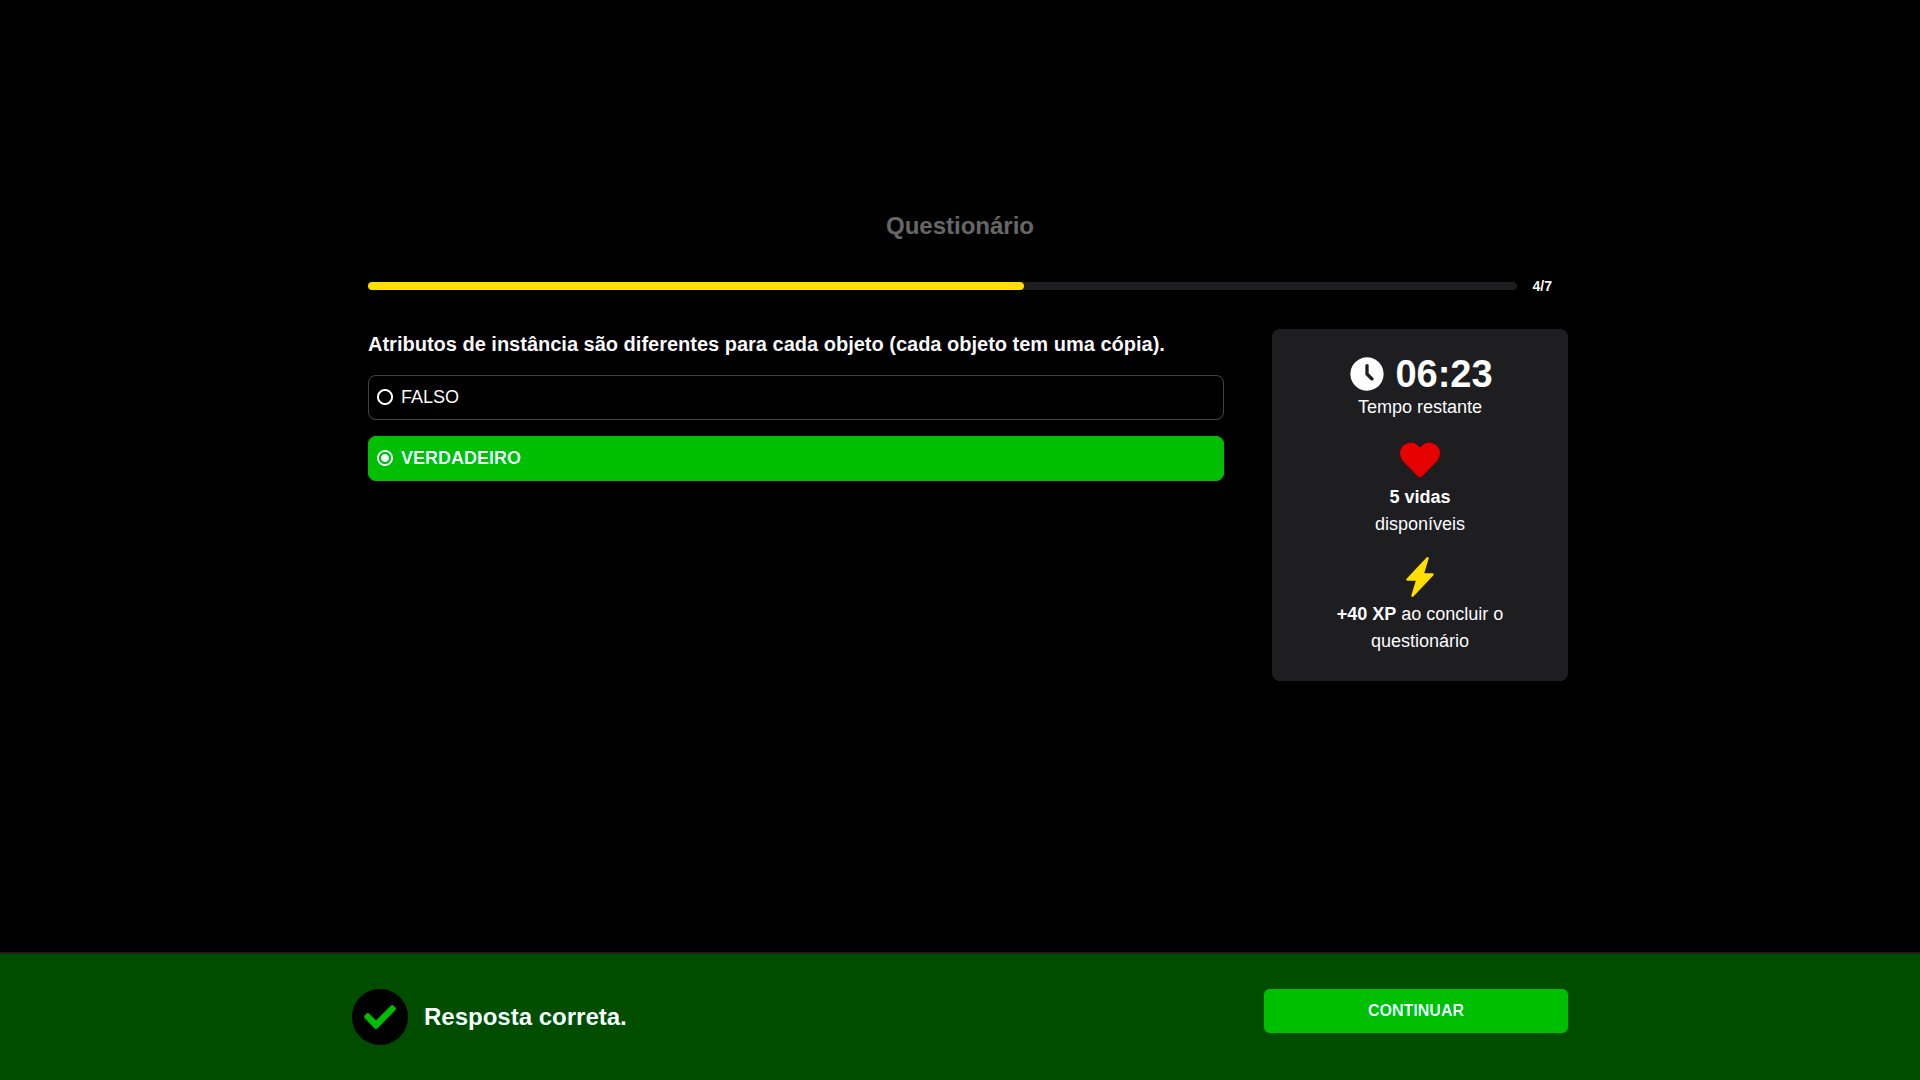 Questionário
4/7
Atributos de instância são diferentes para cada objeto (cada objeto tem uma cópia).
FALSO
VERDADEIRO
06:23
Tempo restante
5 vidas
disponíveis
+40 XP ao concluir o
questionário
Resposta correta.
CONTINUAR